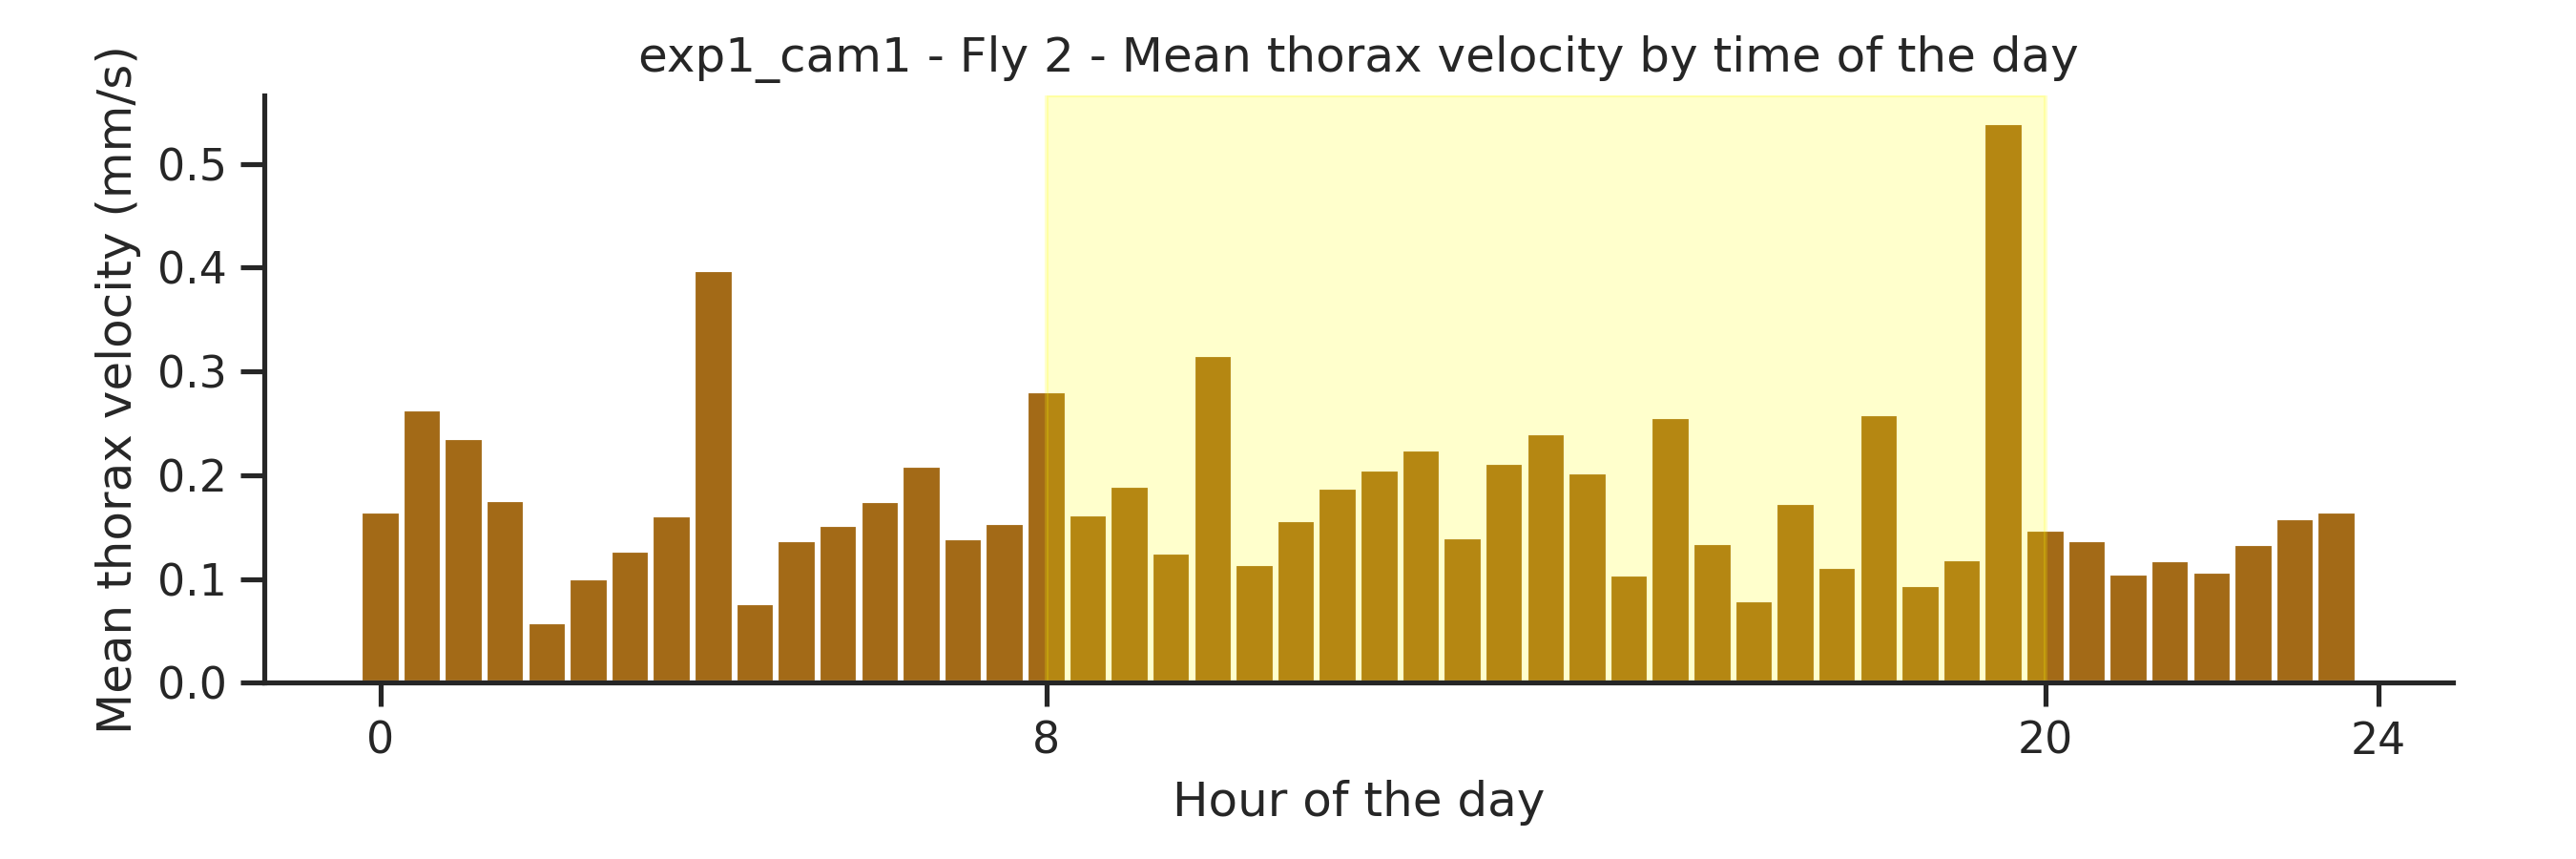 exp1_cam1 - Fly 2 - Mean thorax velocity by time of the day
Mean thorax velocity (mm/s)
0.5
0.4
0.3
0.2
0.1
0.0
0 8 20 24
Hour of the day